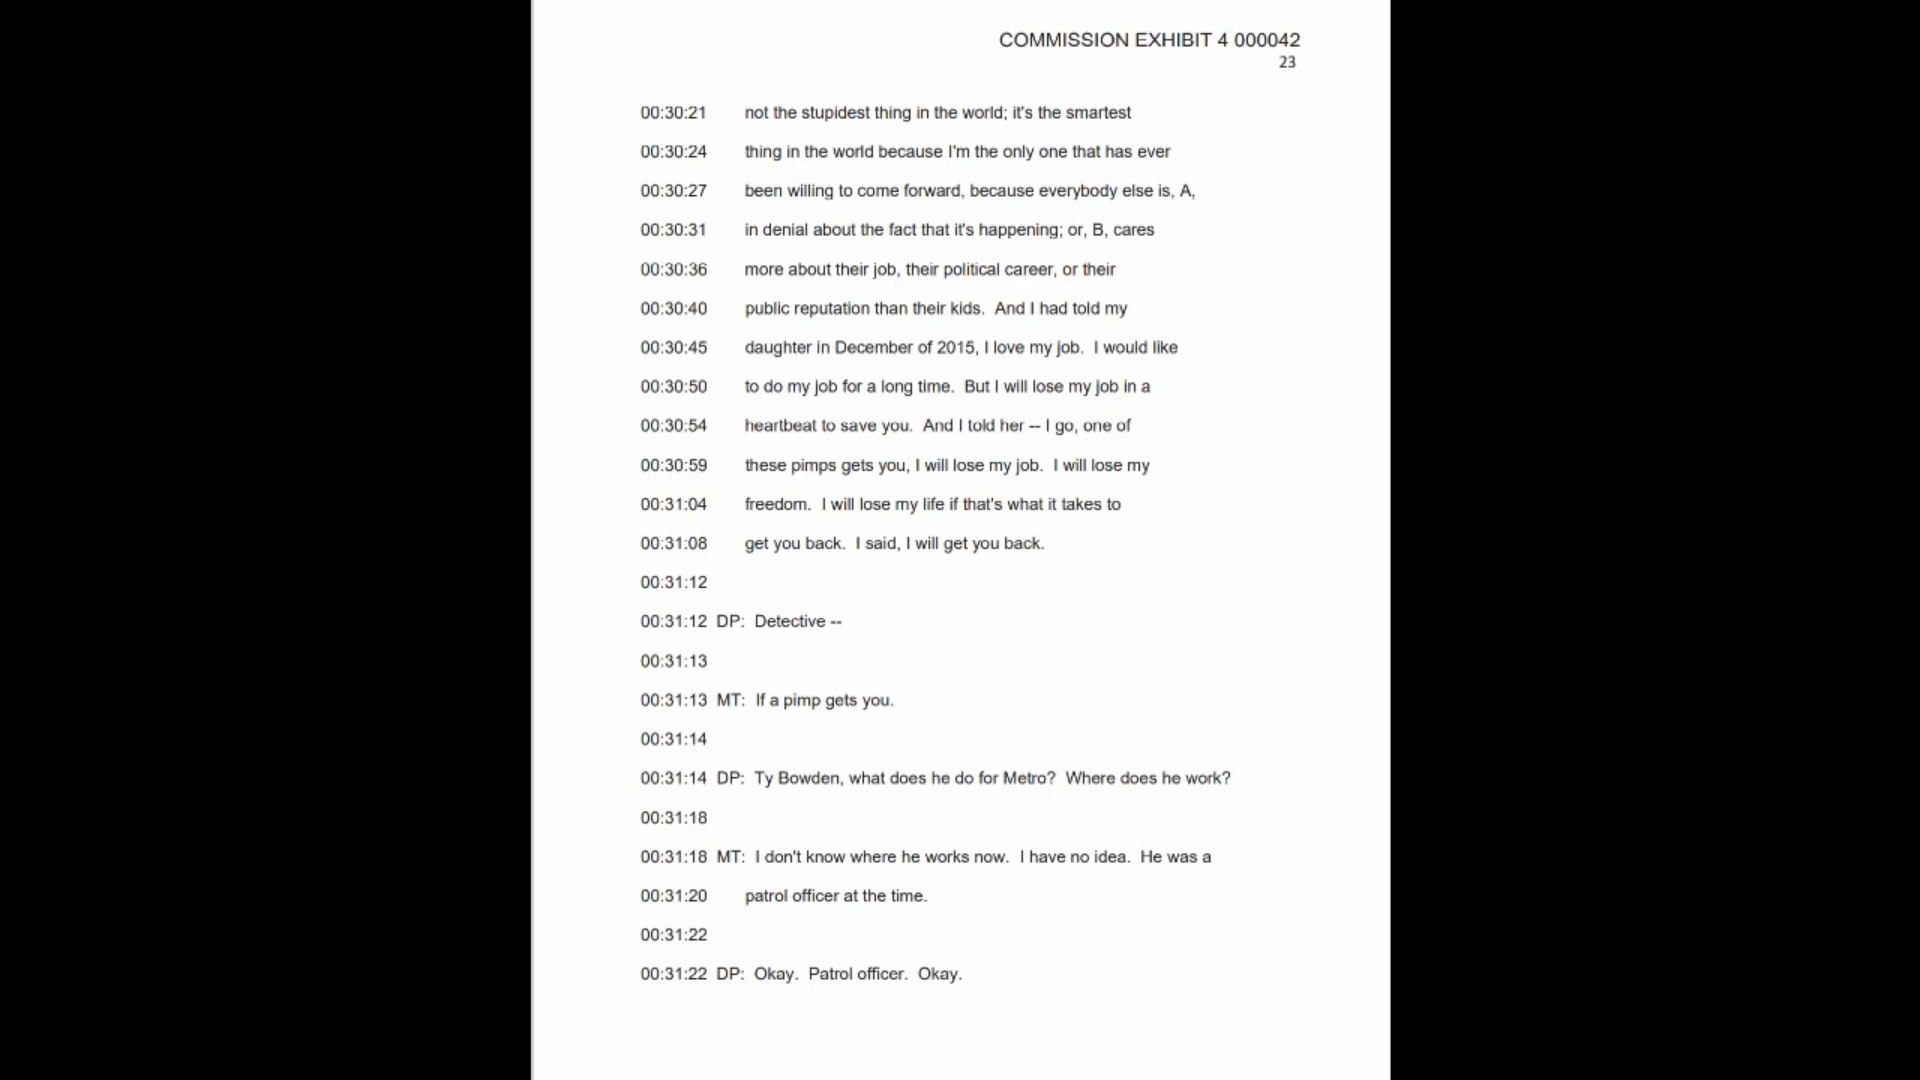 COMMISSION EXHIBIT 4 000042
23
00:30:21 not the stupidest thing in the world; it's the smartest
00:30:24 thing in the world because I'm the only one that has ever
00:30:27 been willing to come forward, because everybody else is, A,
00:30:31 in denial about the fact that it's happening; or, B, cares
00:30:36 more about their job, their political career, or their
00:30:40 public reputation than their kids. And I had told my
00:30:45 daughter in December of 2015, I love my job. I would like
00:30:50 to do my job for a long time. But I will lose my job in a
00:30:54 heartbeat to save you. And I told her -- I go, one of
00:30:59 these pimps gets you, I will lose my job. I will lose my
00:31:04 freedom. I will lose my life if that's what it takes to
00:31:08 get you back. I said, I will get you back.
00:31:12
00:31:12 DP: Detective --
00:31:13
00:31:13 MT: If a pimp gets you.
00:31:14
00:31:14 DP: Ty Bowden, what does he do for Metro? Where does he work?
00:31:18
00:31:18 MT: I don't know where he works now. I have no idea. He was a
00:31:20 patrol officer at the time.
00:31:22
00:31:22 DP: Okay. Patrol officer. Okay.